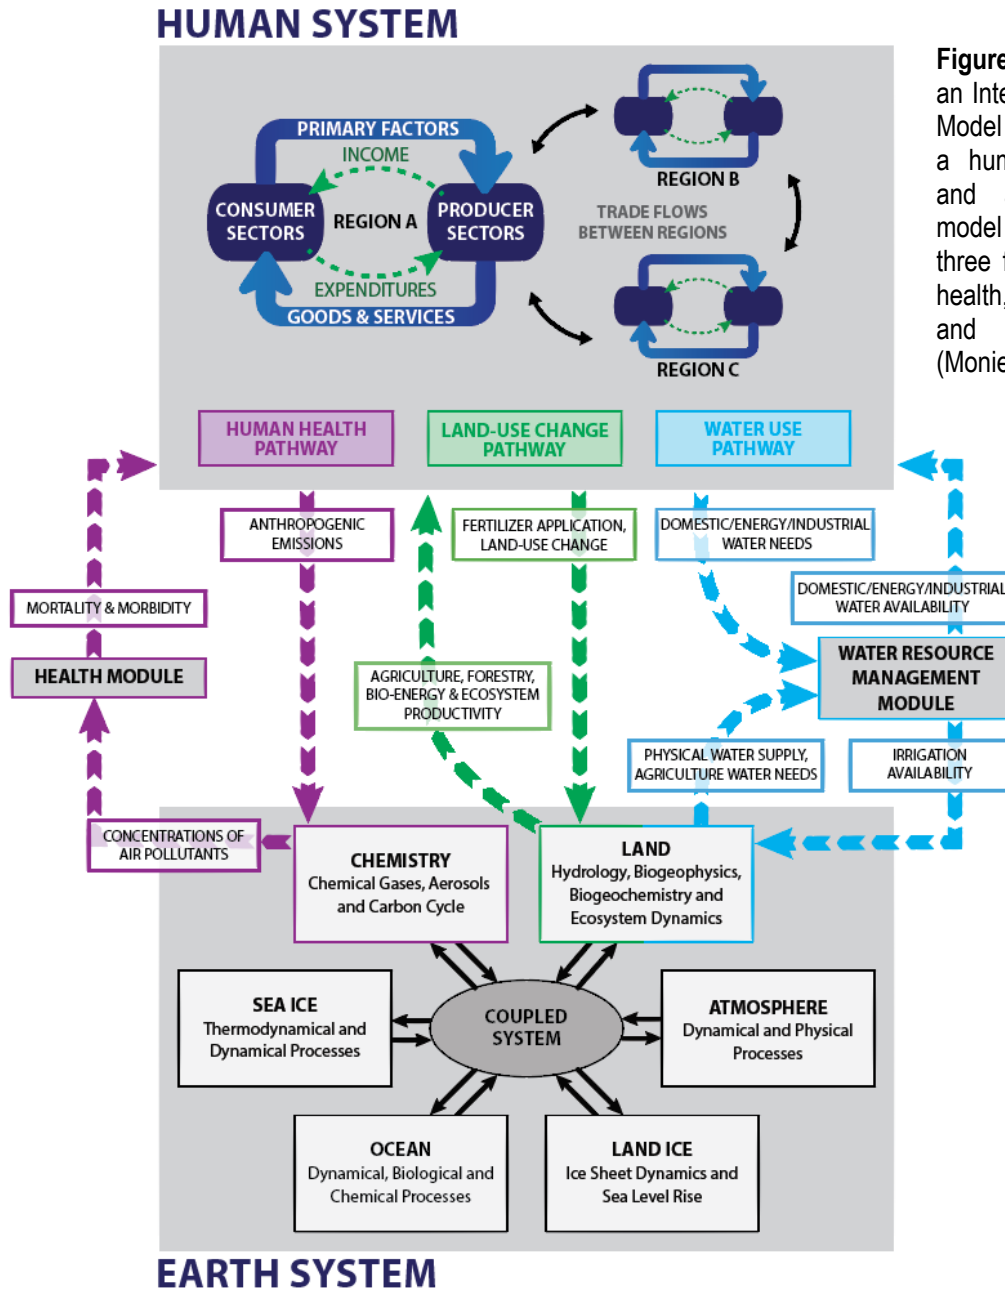 HUMAN SYSTEM
Figure
an Inte
Model
a hum
and
model
three f
health,
and
(Monie
PRIMARY FACTORS
INCOME
CONSUMER
SECTORS
REGION A
PRODUCER
SECTORS
EXPENDITURES
GOODS & SERVICES
REGION B
TRADE FLOWS
BETWEEN REGIONS
REGION C
HUMAN HEALTH
PATHWAY
LAND-USE CHANGE
PATHWAY
WATER USE
PATHWAY
ANTHROPOGENIC
EMISSIONS
FERTILIZER APPLICATION,
LAND-USE CHANGE
DOMESTIC/ENERGY/INDUSTRIAL
WATER NEEDS
MORTALITY & MORBIDITY
DOMESTIC/ENERGY/INDUSTRIAL
WATER AVAILABILITY
HEALTH MODULE
AGRICULTURE, FORESTRY,
BIO-ENERGY & ECOSYSTEM
PRODUCTIVITY
WATER RESOURCE
MANAGEMENT
MODULE
PHYSICAL WATER SUPPLY,
AGRICULTURE WATER NEEDS
IRRIGATION
AVAILABILITY
CONCENTRATIONS OF
AIR POLLUTANTS
CHEMISTRY
Chemical Gases, Aerosols
and Carbon Cycle
LAND
Hydrology, Biogeophysics,
Biogeochemistry and
Ecosystem Dynamics
SEA ICE
Thermodynamical and
Dynamical Processes
COUPLED
SYSTEM
ATMOSPHERE
Dynamical and Physical
Processes
OCEAN
Dynamical, Biological and
Chemical Processes
LAND ICE
Ice Sheet Dynamics and
Sea Level Rise
EARTH SYSTEM